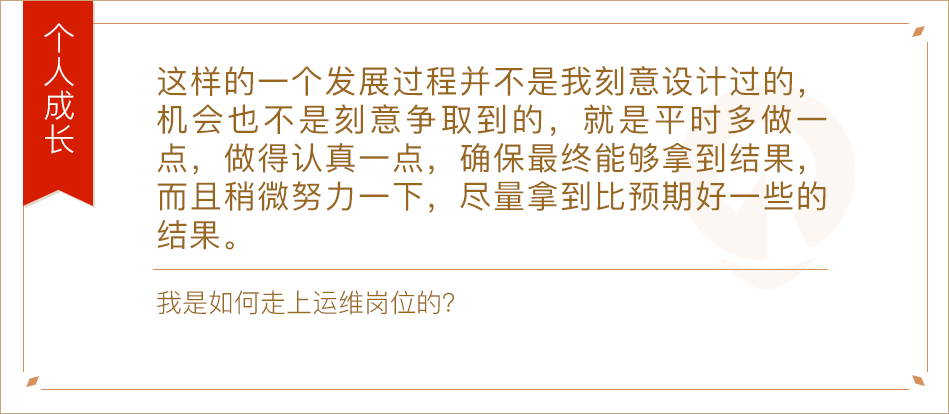 个人成长
这样的一个发展过程并不是我刻意设计过的，
机会也不是刻意争取到的，就是平时多做一
点，做得认真一点，确保最终能够拿到结果，
而且稍微努力一下，尽量拿到比预期好一些的
结果。
我是如何走上运维岗位的？